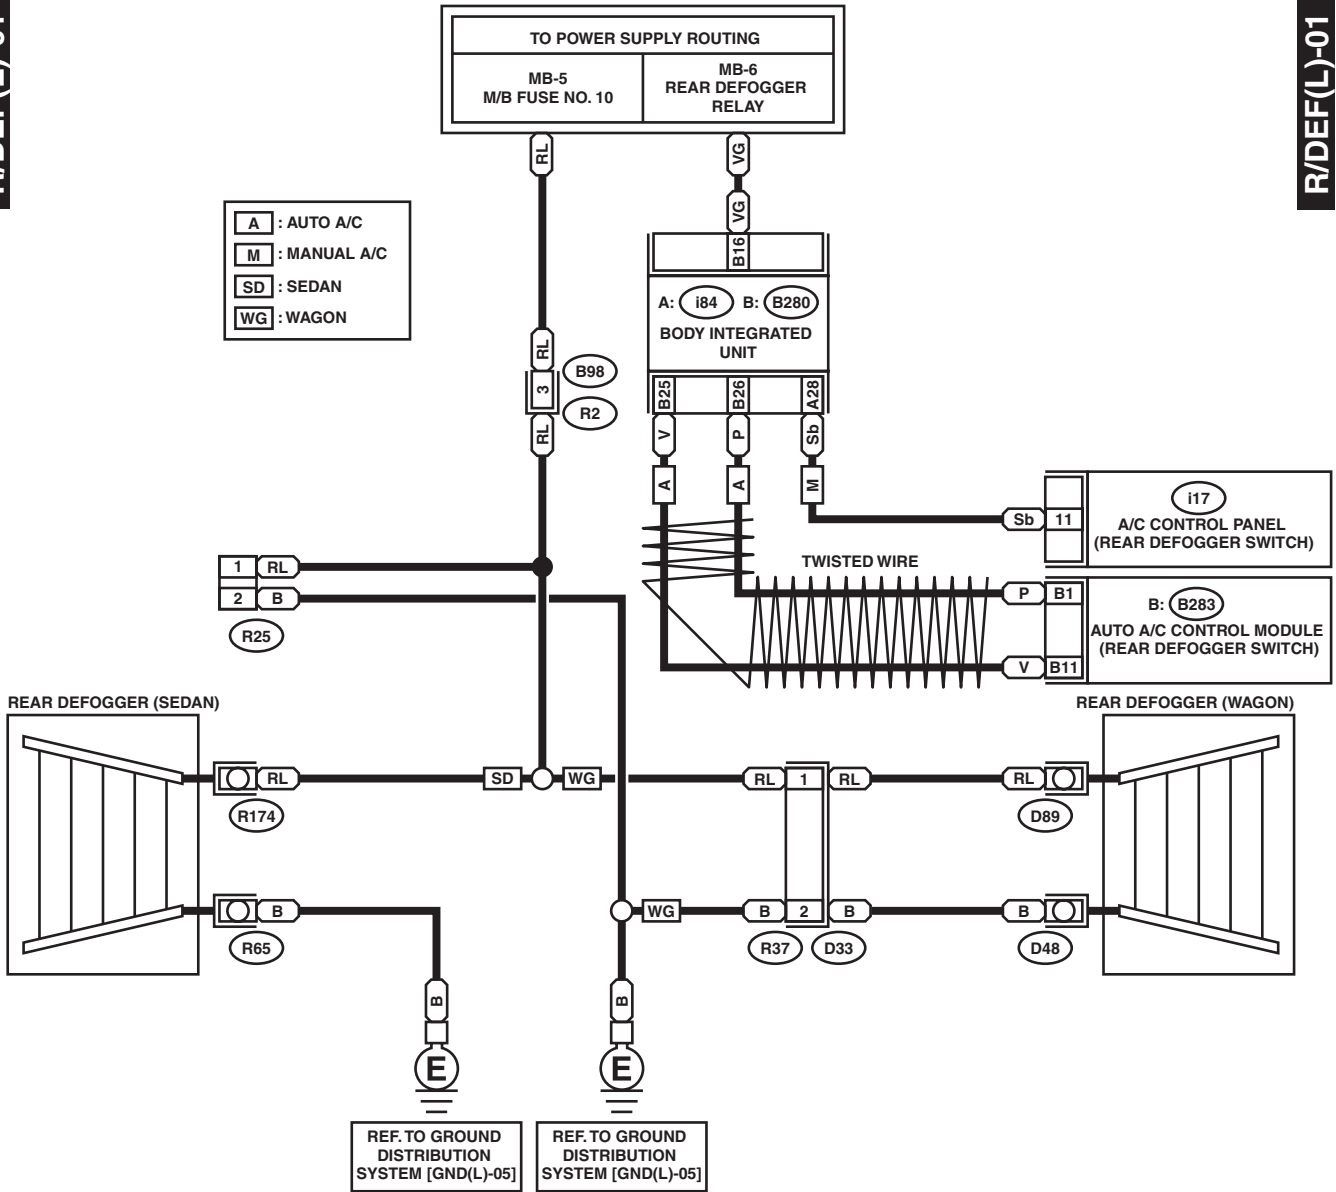 R/DEF(L)-01
TO POWER SUPPLY ROUTING
MB-5
M/B FUSE NO. 10
MB-6
REAR DEFOGGER
RELAY
RL
VG
VG
A : AUTO A/C
M : MANUAL A/C
SD : SEDAN
WG : WAGON
B16
A: i84 B: B280
BODY INTEGRATED
UNIT
RL
3
RL
B98
R2
B25
B26
A28
V
P
Sb
A
A
M
Sb 11
i17
A/C CONTROL PANEL
(REAR DEFOGGER SWITCH)
TWISTED WIRE
1 RL
2 B
R25
P B1
V B11
B: B283
AUTO A/C CONTROL MODULE
(REAR DEFOGGER SWITCH)
REAR DEFOGGER (SEDAN)
REAR DEFOGGER (WAGON)
RL
SD
WG
RL 1 RL
RL
R174
D89
B
WG
B 2 B
B
R65
R37
D33
D48
B
B
E
E
REF. TO GROUND
DISTRIBUTION
SYSTEM [GND(L)-05]
REF. TO GROUND
DISTRIBUTION
SYSTEM [GND(L)-05]